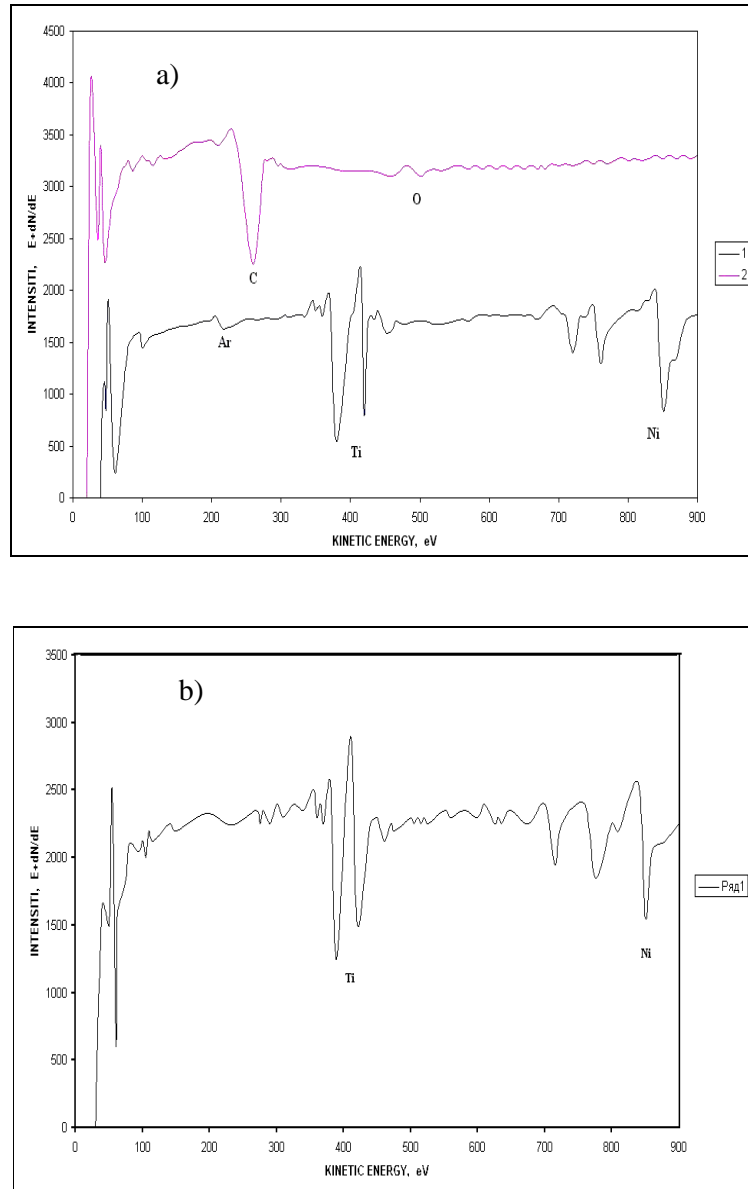 a)
4500
4000
3500
3000
2500
2000
1500
1000
500
0
INTENSITI, E+dN/dE
C
O
Ar
Ti
Ni
1
2
0 100 200 300 400 500 600 700 800 900
KINETIC ENERGY, eV
b)
3500
3000
2500
2000
1500
1000
500
0
INTENSITI, E+dN/dE
Ti
Ni
Ряд1
0 100 200 300 400 500 600 700 800 900
KINETIC ENERGY, eV